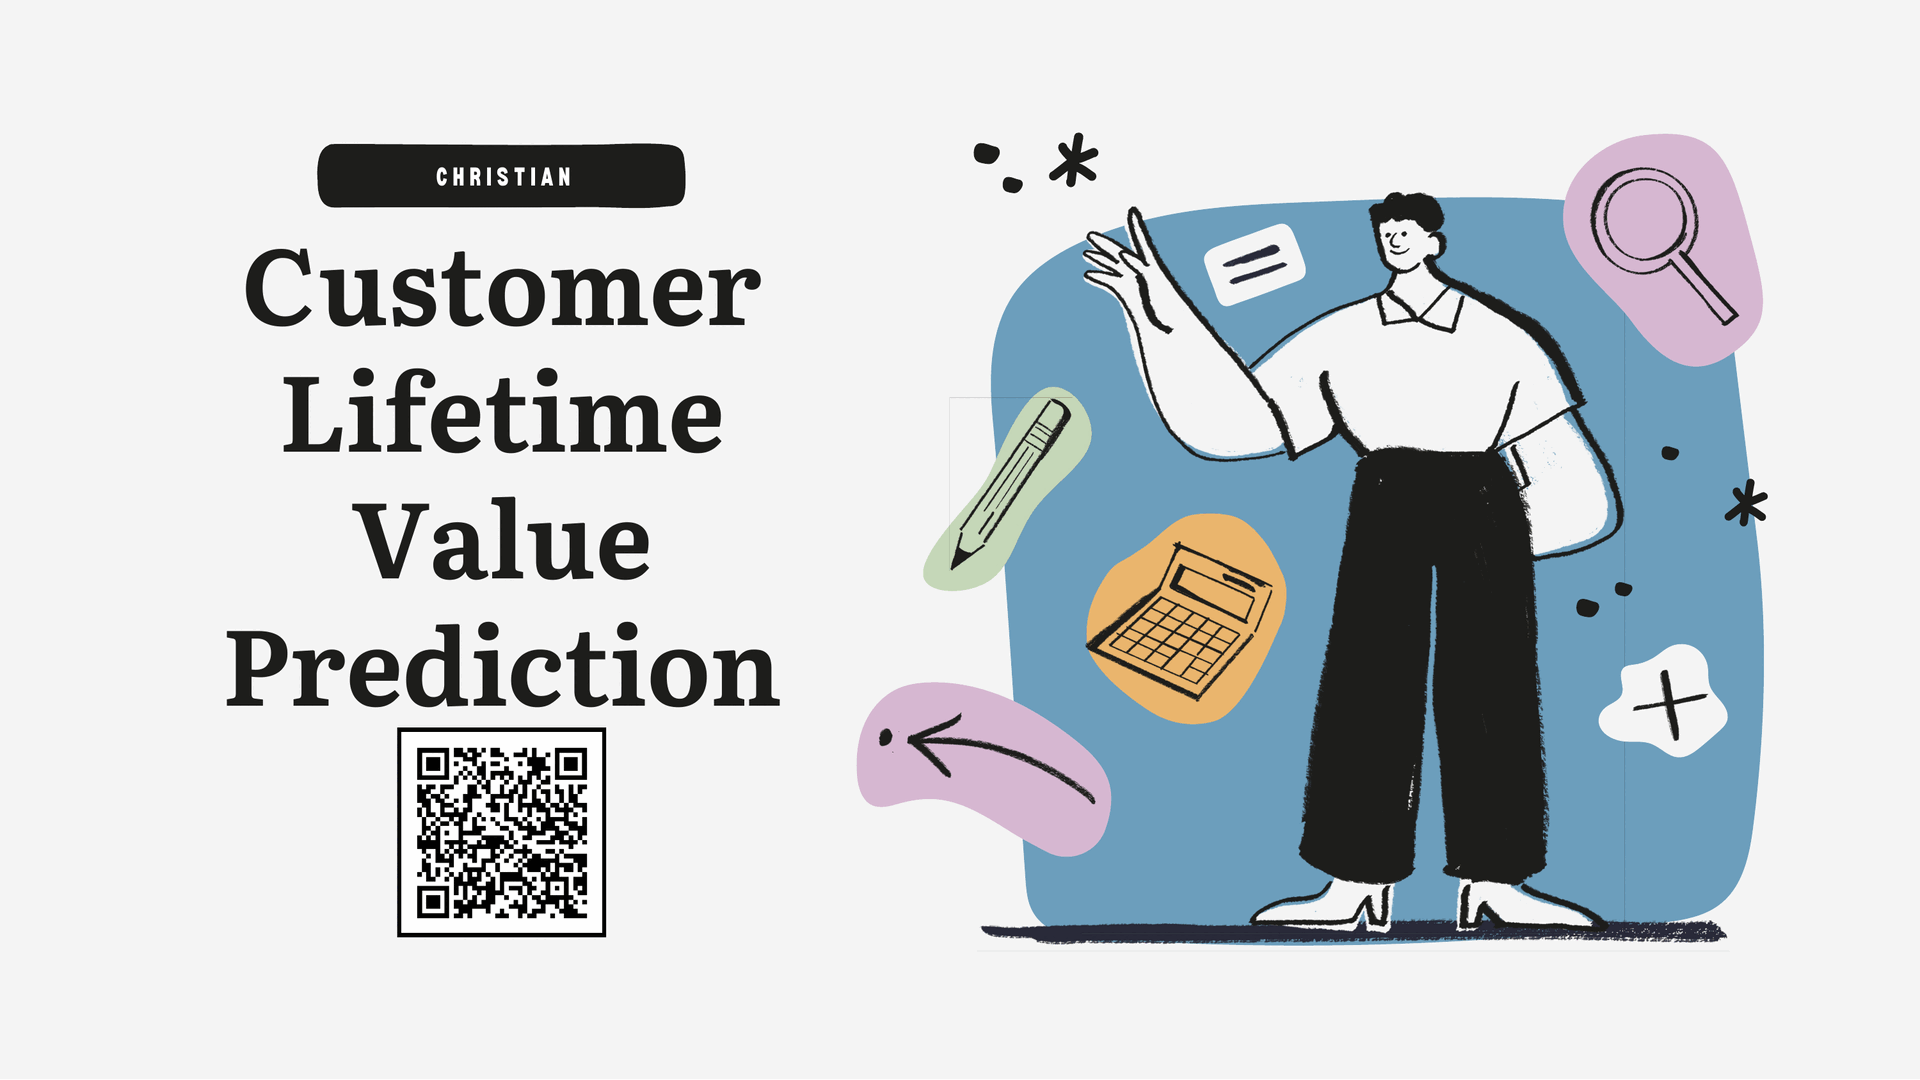 CHRISTIAN
Customer
Lifetime
Value
Prediction